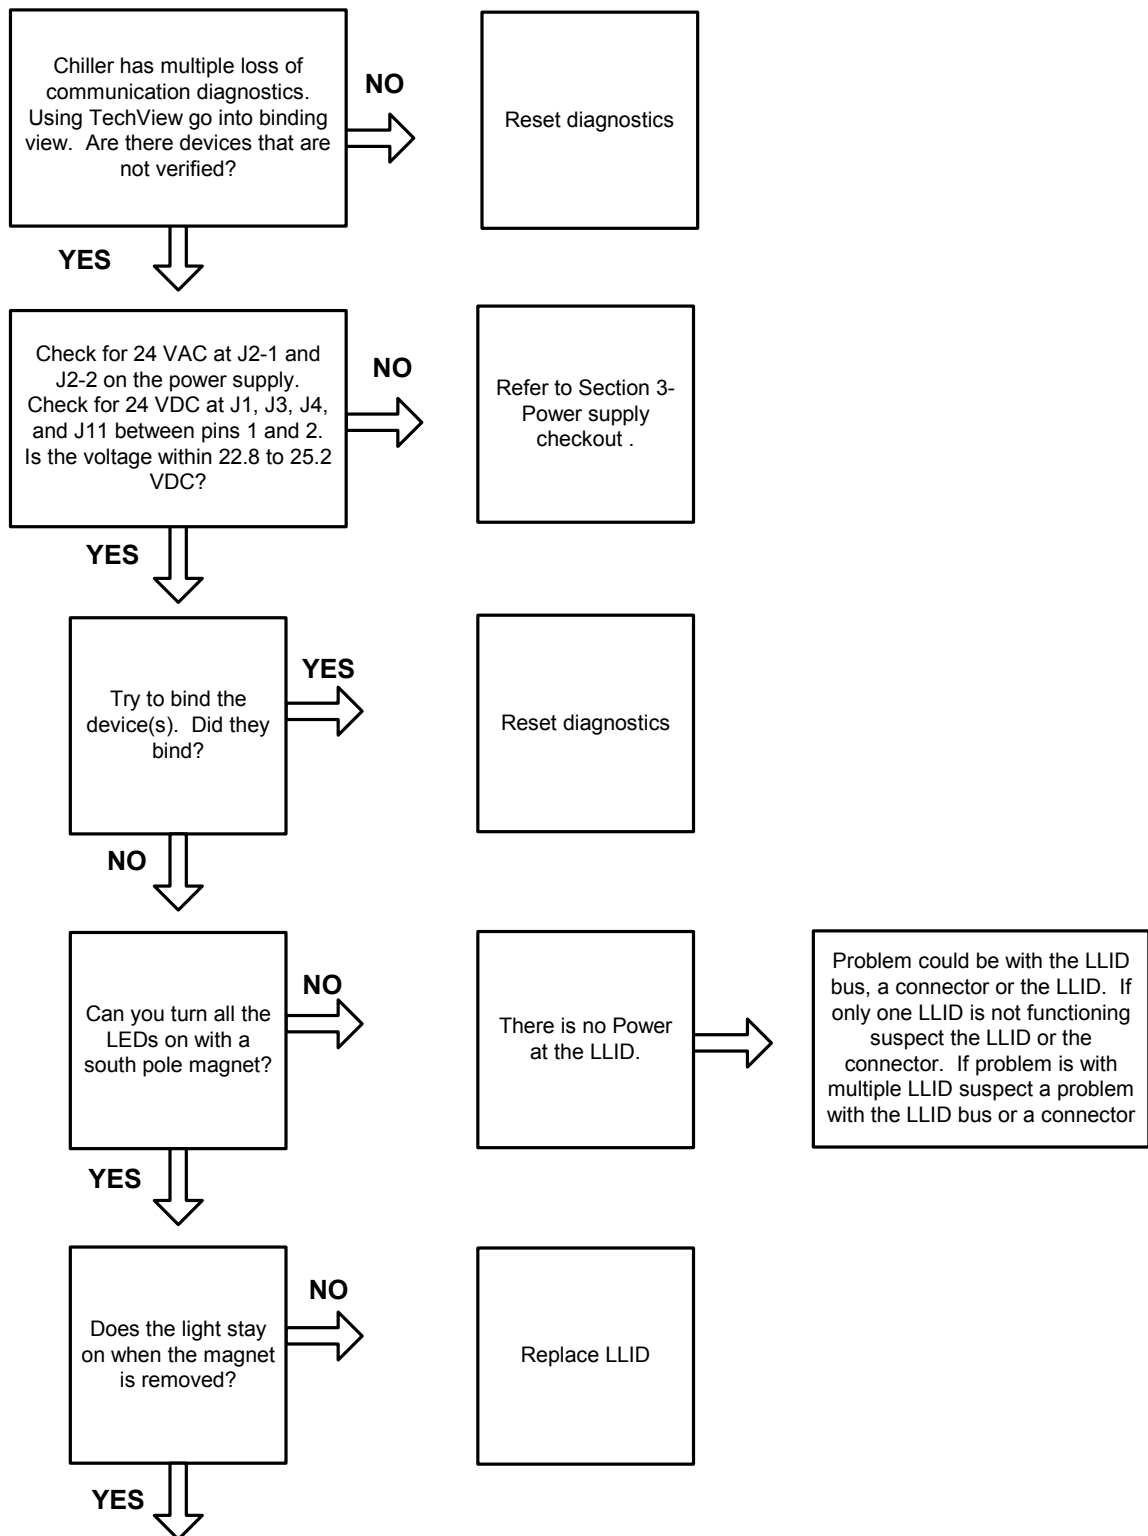 Chiller has multiple loss of
communication diagnostics.
Using TechView go into binding
view. Are there devices that are
not verified?
NO
Reset diagnostics
YES
Check for 24 VAC at J2-1 and
J2-2 on the power supply.
Check for 24 VDC at J1, J3, J4,
and J11 between pins 1 and 2.
Is the voltage within 22.8 to 25.2
VDC?
NO
Refer to Section 3-
Power supply
checkout .
YES
Try to bind the
device(s). Did they
bind?
YES
Reset diagnostics
NO
Can you turn all the
LEDs on with a
south pole magnet?
NO
There is no Power
at the LLID.
Problem could be with the LLID
bus, a connector or the LLID. If
only one LLID is not functioning
suspect the LLID or the
connector. If problem is with
multiple LLID suspect a problem
with the LLID bus or a connector
YES
Does the light stay
on when the magnet
is removed?
NO
Replace LLID
YES